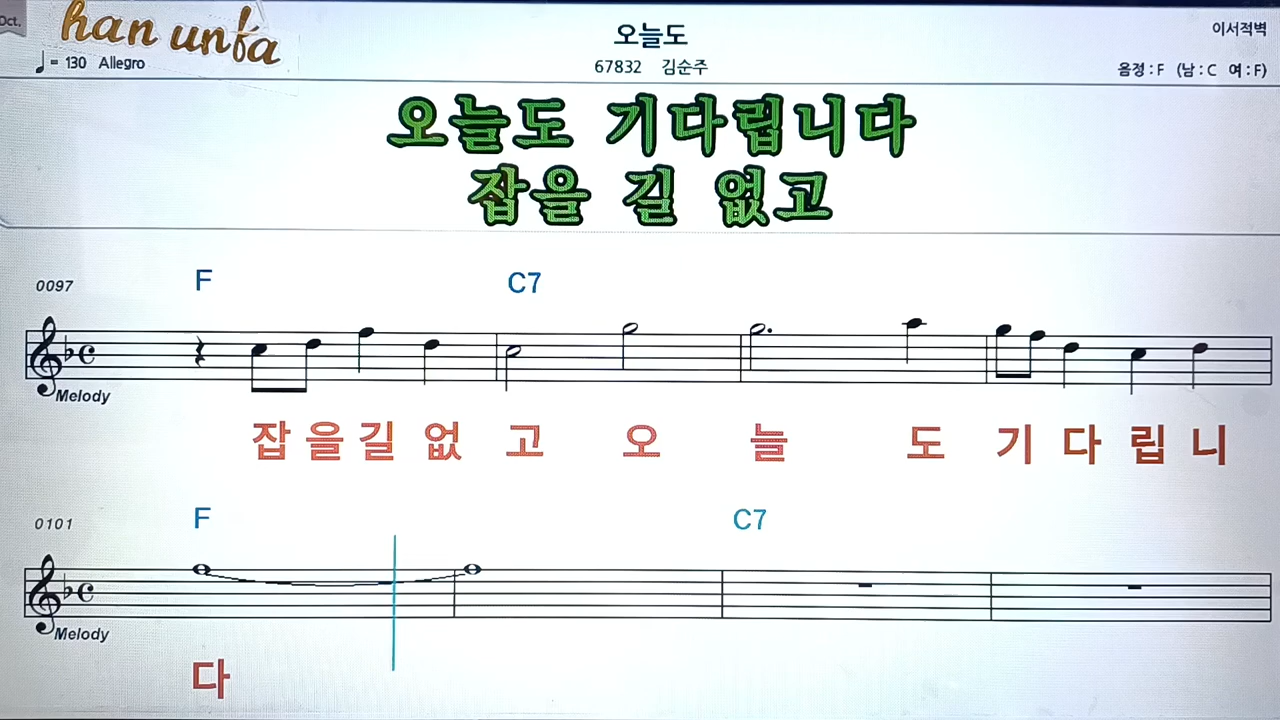 Oct.
han unfa
오늘도
이서적벽
♩= 130 Allegro
67832 김순주
음정 : F (남 : C 여 : F)
오늘도 기다립니다
잡을 길 없고
0097
F C7
Melody
잡 을 길 없 고 오 늘 도 기 다 립 니
0101
F C7
Melody
다